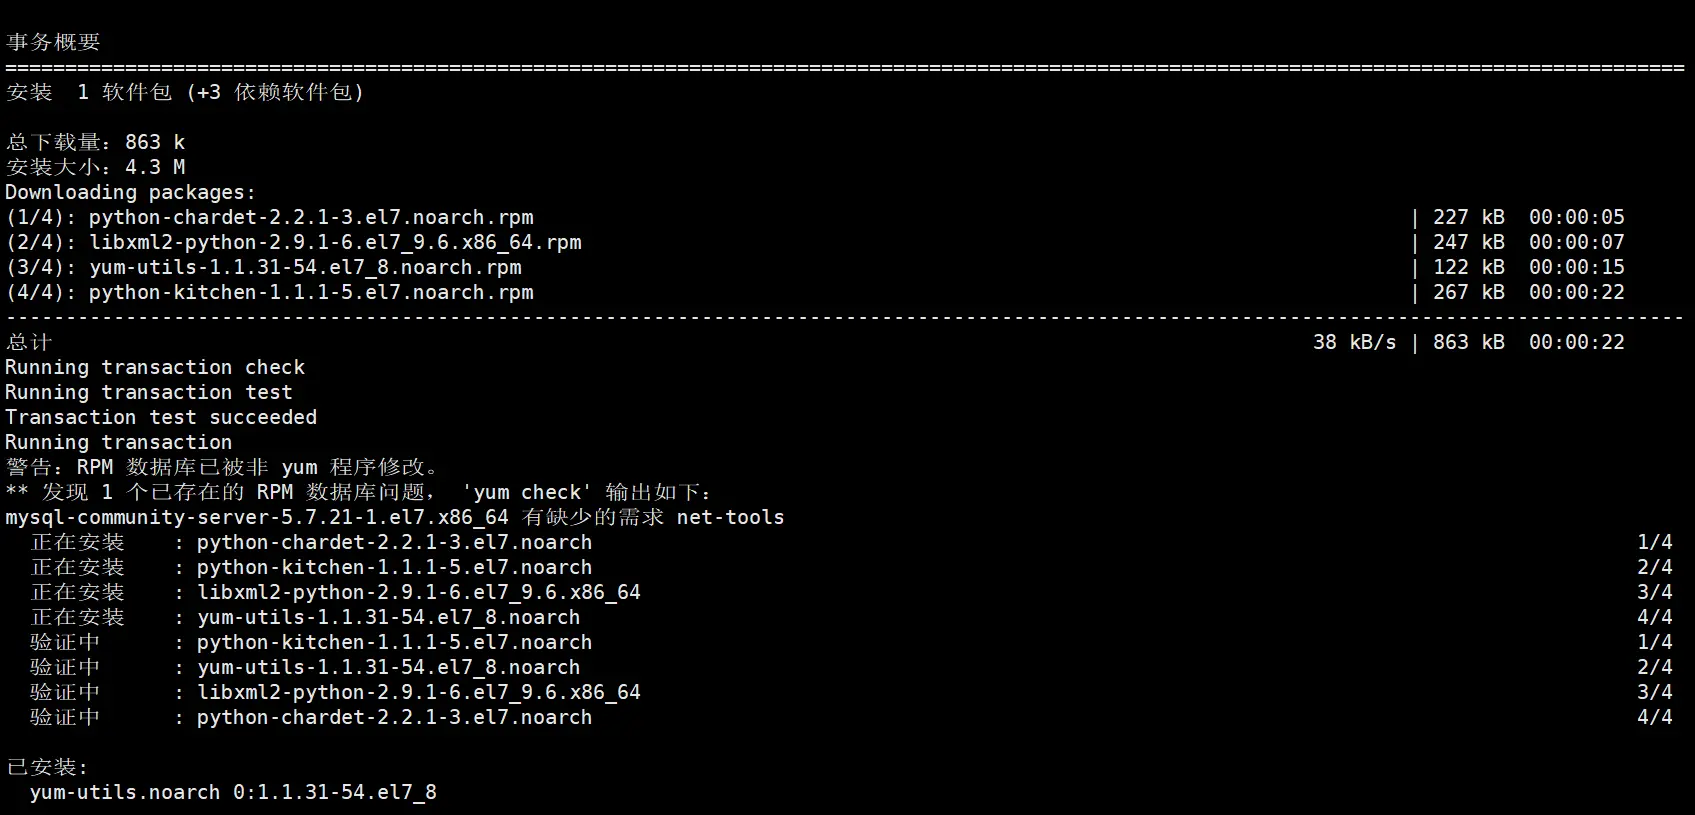 事务概要
============================================================================================================================================
安装  1 软件包 (+3 依赖软件包)
总下载量：863 k
安装大小：4.3 M
Downloading packages:
(1/4): python-chardet-2.2.1-3.el7.noarch.rpm | 227 kB  00:00:05
(2/4): libxml2-python-2.9.1-6.el7_9.6.x86_64.rpm | 247 kB  00:00:07
(3/4): yum-utils-1.1.31-54.el7_8.noarch.rpm | 122 kB  00:00:15
(4/4): python-kitchen-1.1.1-5.el7.noarch.rpm | 267 kB  00:00:22
--------------------------------------------------------------------------------------------------------------------------------------------
总计 38 kB/s | 863 kB  00:00:22
Running transaction check
Running transaction test
Transaction test succeeded
Running transaction
警告：RPM 数据库已被非 yum 程序修改。
** 发现 1 个已存在的 RPM 数据库问题， 'yum check' 输出如下：
mysql-community-server-5.7.21-1.el7.x86_64 有缺少的需求 net-tools
正在安装    : python-chardet-2.2.1-3.el7.noarch 1/4
正在安装    : python-kitchen-1.1.1-5.el7.noarch 2/4
正在安装    : libxml2-python-2.9.1-6.el7_9.6.x86_64 3/4
正在安装    : yum-utils-1.1.31-54.el7_8.noarch 4/4
验证中      : python-kitchen-1.1.1-5.el7.noarch 1/4
验证中      : yum-utils-1.1.31-54.el7_8.noarch 2/4
验证中      : libxml2-python-2.9.1-6.el7_9.6.x86_64 3/4
验证中      : python-chardet-2.2.1-3.el7.noarch 4/4
已安装:
yum-utils.noarch 0:1.1.31-54.el7_8